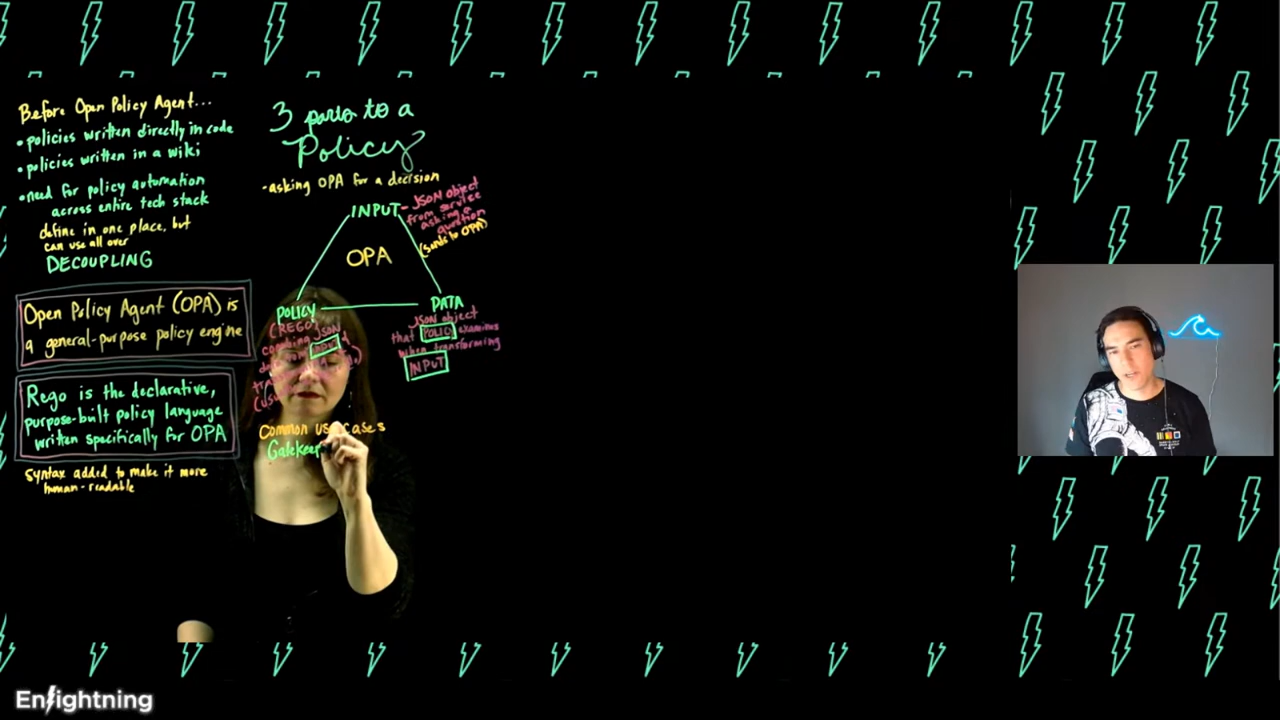 Before Open Policy Agent...
• policies written directly in code
• policies written in a wiki
• need for policy automation
across entire tech stack
define in one place, but
can use all over
DECOUPLING
Open Policy Agent (OPA) is
a general-purpose policy engine
Rego is the declarative,
purpose-built policy language
written specifically for OPA
syntax added to make it more
human-readable
3 parts to a
Policy
- asking OPA for a decision
INPUT - JSON object
from service
asking a
question
(sends to OPA)
OPA
POLICY
(REGO)
combing JSON
DATA
JSON object
that POLICY examines
when transforming
INPUT
Common use cases
Gatekeep
Enlightning